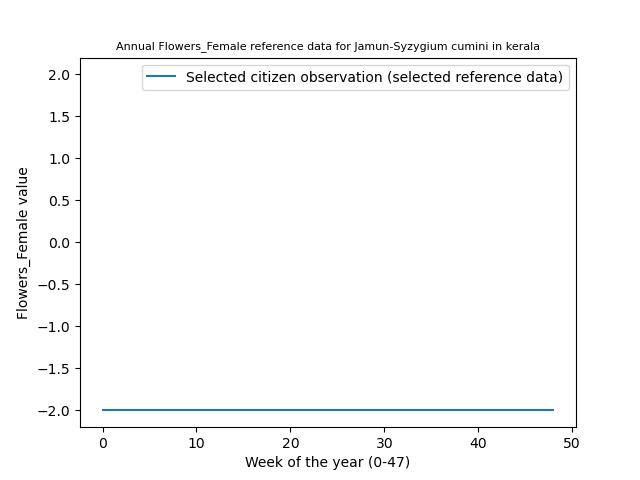 Annual Flowers_Female reference data for Jamun-Syzygium cumini in kerala
Selected citizen observation (selected reference data)
2.0
1.5
1.0
0.5
0.0
−0.5
−1.0
−1.5
−2.0
Flowers_Female value
0 10 20 30 40 50
Week of the year (0-47)